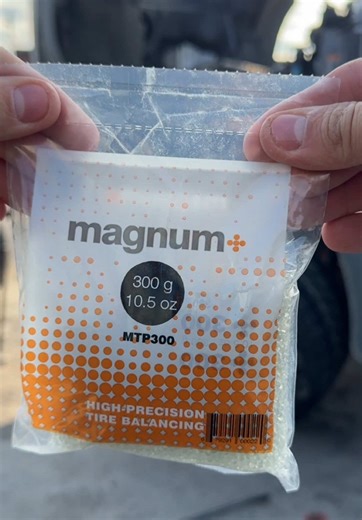 magnum+
300 g
10.5 oz
MTP300
HIGH PRECISION
TIRE BALANCING